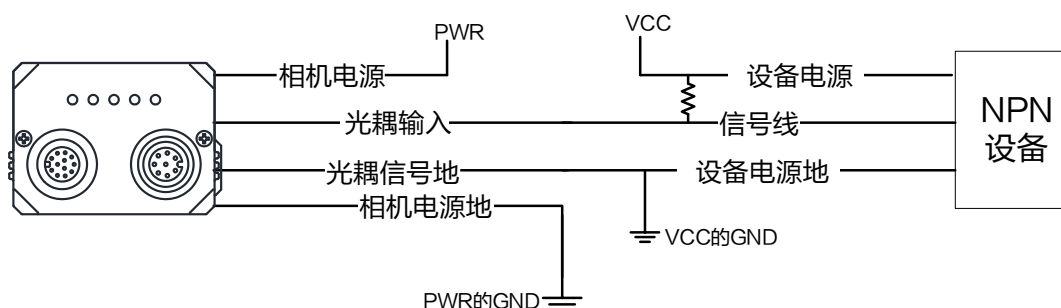 PWR
VCC
相机电源
设备电源
光耦输入
信号线
NPN
设备
光耦信号地
设备电源地
相机电源地
VCC的GND
PWR的GND